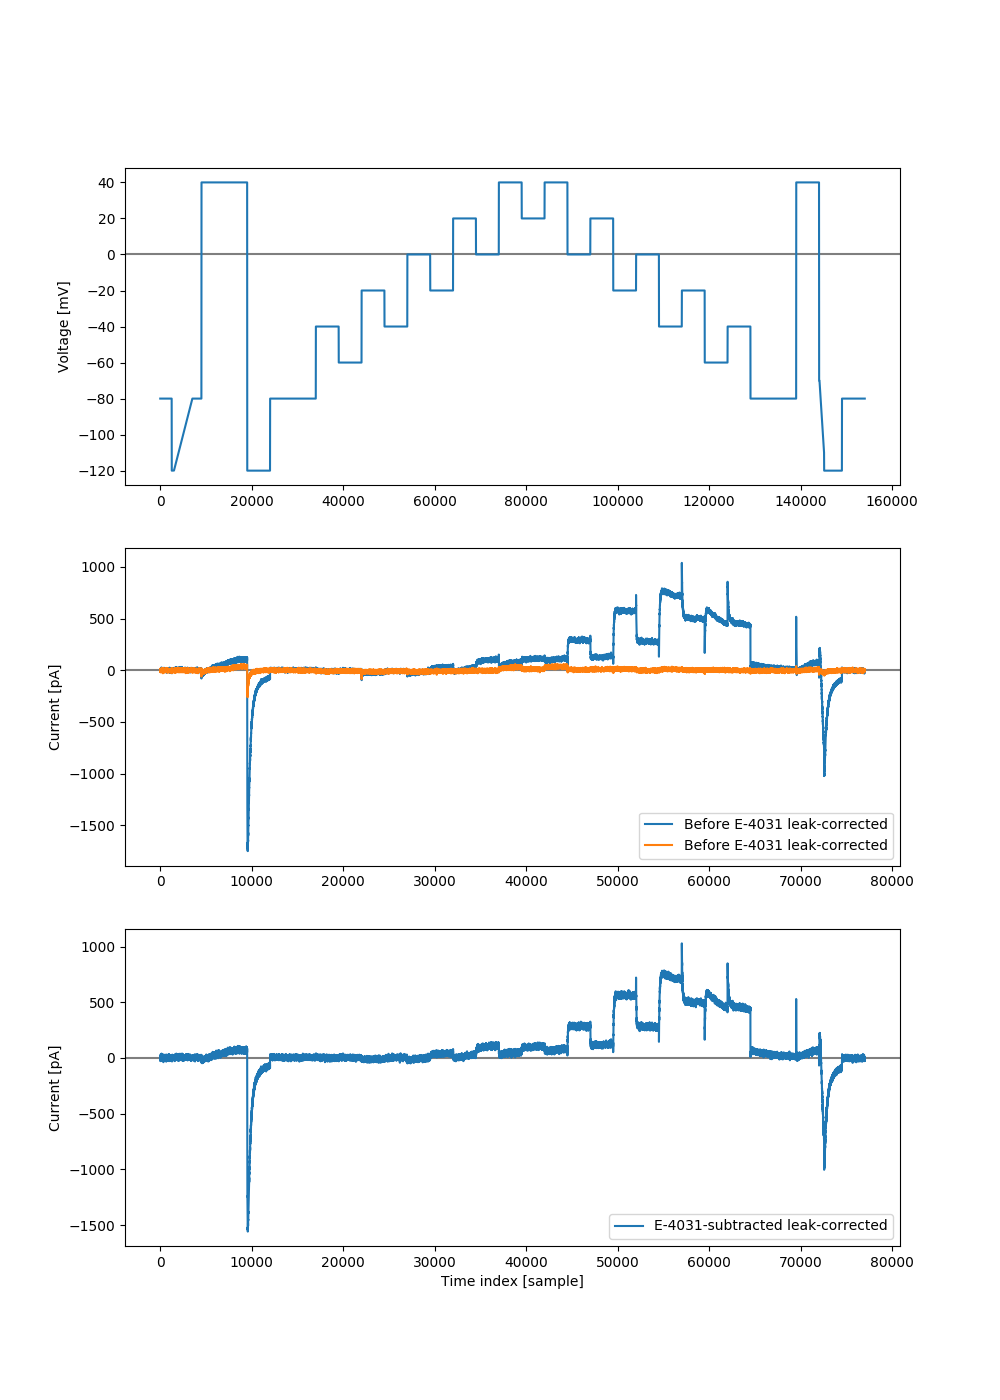 40
20
0
−20
−40
−60
−80
−100
−120
Voltage [mV]
0 20000 40000 60000 80000 100000 120000 140000 160000
1000
500
0
−500
−1000
−1500
Current [pA]
Before E-4031 leak-corrected
Before E-4031 leak-corrected
0 10000 20000 30000 40000 50000 60000 70000 80000
1000
500
0
−500
−1000
−1500
Current [pA]
E-4031-subtracted leak-corrected
0 10000 20000 30000 40000 50000 60000 70000 80000
Time index [sample]